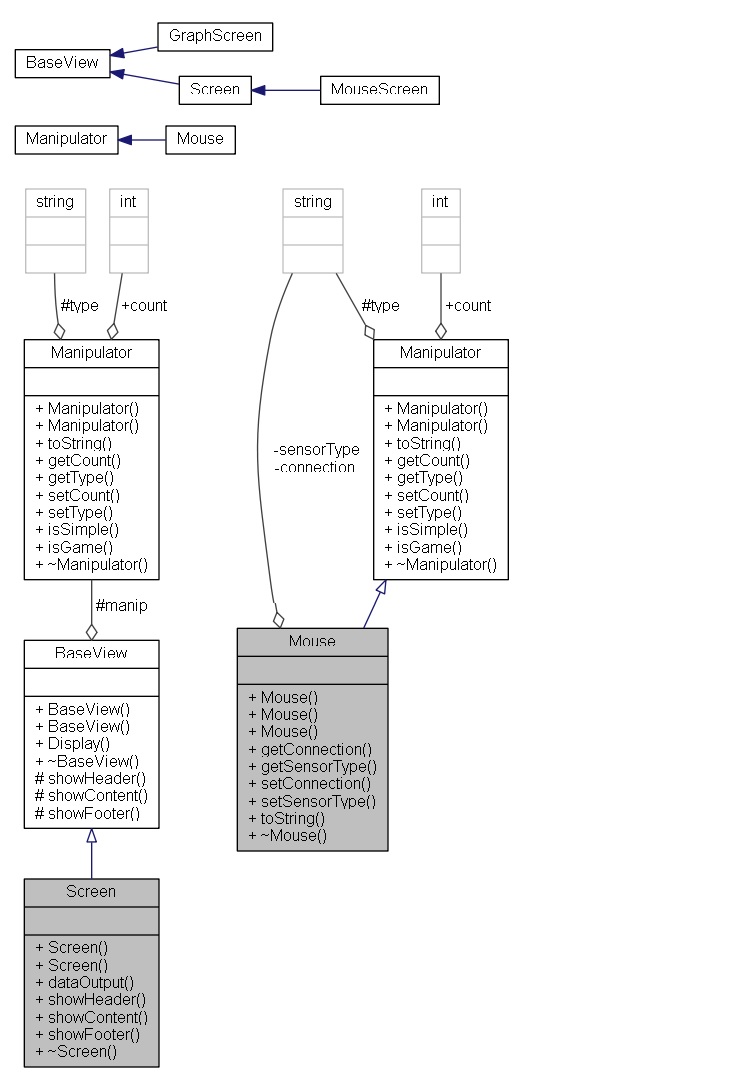 GraphScreen
BaseView
Screen
MouseScreen
Manipulator
Mouse
string
int
#type
+count
Manipulator
+ Manipulator()
+ Manipulator()
+ toString()
+ getCount()
+ getType()
+ setCount()
+ setType()
+ isSimple()
+ isGame()
+ ~Manipulator()
#manip
BaseView
+ BaseView()
+ BaseView()
+ Display()
+ ~BaseView()
# showHeader()
# showContent()
# showFooter()
Screen
+ Screen()
+ Screen()
+ dataOutput()
+ showHeader()
+ showContent()
+ showFooter()
+ ~Screen()
string
int
#type
+count
Manipulator
+ Manipulator()
+ Manipulator()
+ toString()
+ getCount()
+ getType()
+ setCount()
+ setType()
+ isSimple()
+ isGame()
+ ~Manipulator()
-sensorType
-connection
Mouse
+ Mouse()
+ Mouse()
+ Mouse()
+ getConnection()
+ getSensorType()
+ setConnection()
+ setSensorType()
+ toString()
+ ~Mouse()